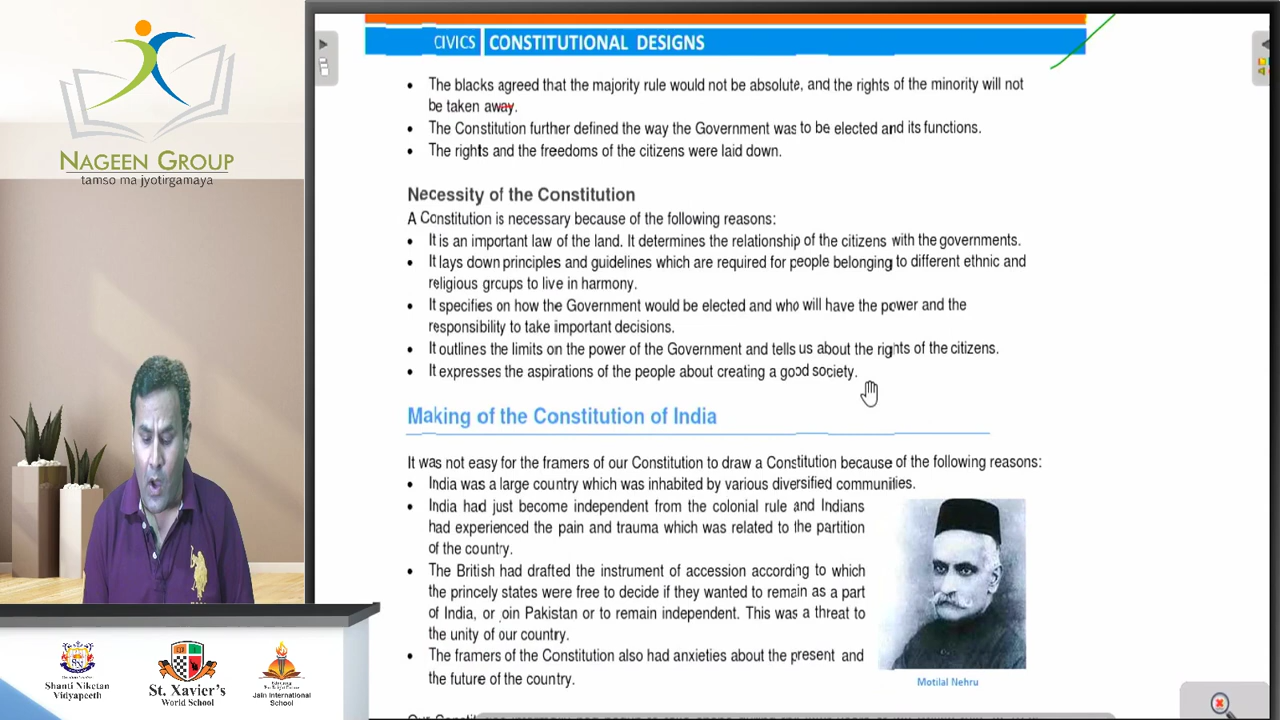 NAGEEN GROUP
tamso ma jyotirgamaya
CIVICS CONSTITUTIONAL DESIGNS
• The blacks agreed that the majority rule would not be absolute, and the rights of the minority will not
be taken away.
• The Constitution further defined the way the Government was to be elected and its functions.
• The rights and the freedoms of the citizens were laid down.
Necessity of the Constitution
A Constitution is necessary because of the following reasons:
• It is an important law of the land. It determines the relationship of the citizens with the governments.
• It lays down principles and guidelines which are required for people belonging to different ethnic and
religious groups to live in harmony.
• It specifies on how the Government would be elected and who will have the power and the
responsibility to take important decisions.
• It outlines the limits on the power of the Government and tells us about the rights of the citizens.
• It expresses the aspirations of the people about creating a good society.
Making of the Constitution of India
It was not easy for the framers of our Constitution to draw a Constitution because of the following reasons:
• India was a large country which was inhabited by various diversified communities.
• India had just become independent from the colonial rule and Indians
had experienced the pain and trauma which was related to the partition
of the country.
• The British had drafted the instrument of accession according to which
the princely states were free to decide if they wanted to remain as a part
of India, or join Pakistan or to remain independent. This was a threat to
the unity of our country.
• The framers of the Constitution also had anxieties about the present and
the future of the country.
Motilal Nehru
Shanti Niketan
Vidyapeeth
St. Xavier's
World School
Jain International
School